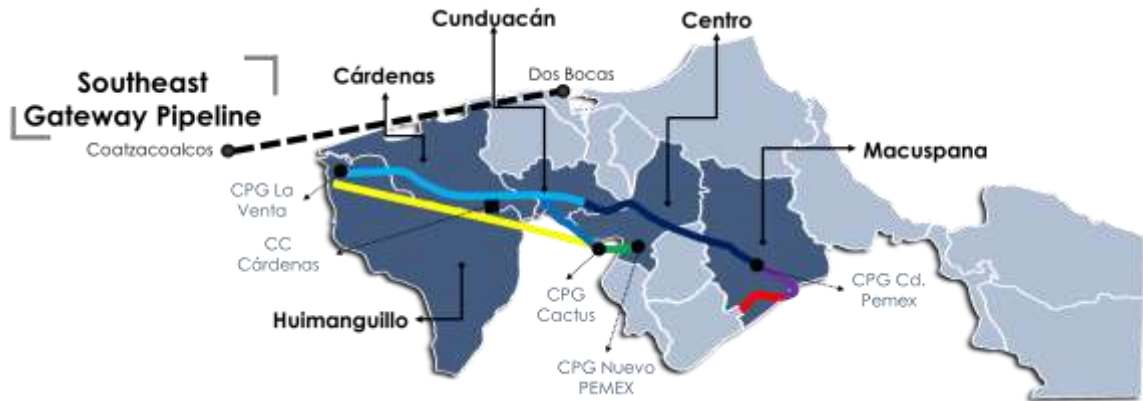 Cunduacán
Centro
Southeast
Gateway Pipeline
Cárdenas
Dos Bocas
Coatzacoalcos
Macuspana
CPG La
Venta
CC
Cárdenas
CPG Cd.
Pemex
CPG
Cactus
Huimanguillo
CPG Nuevo
PEMEX